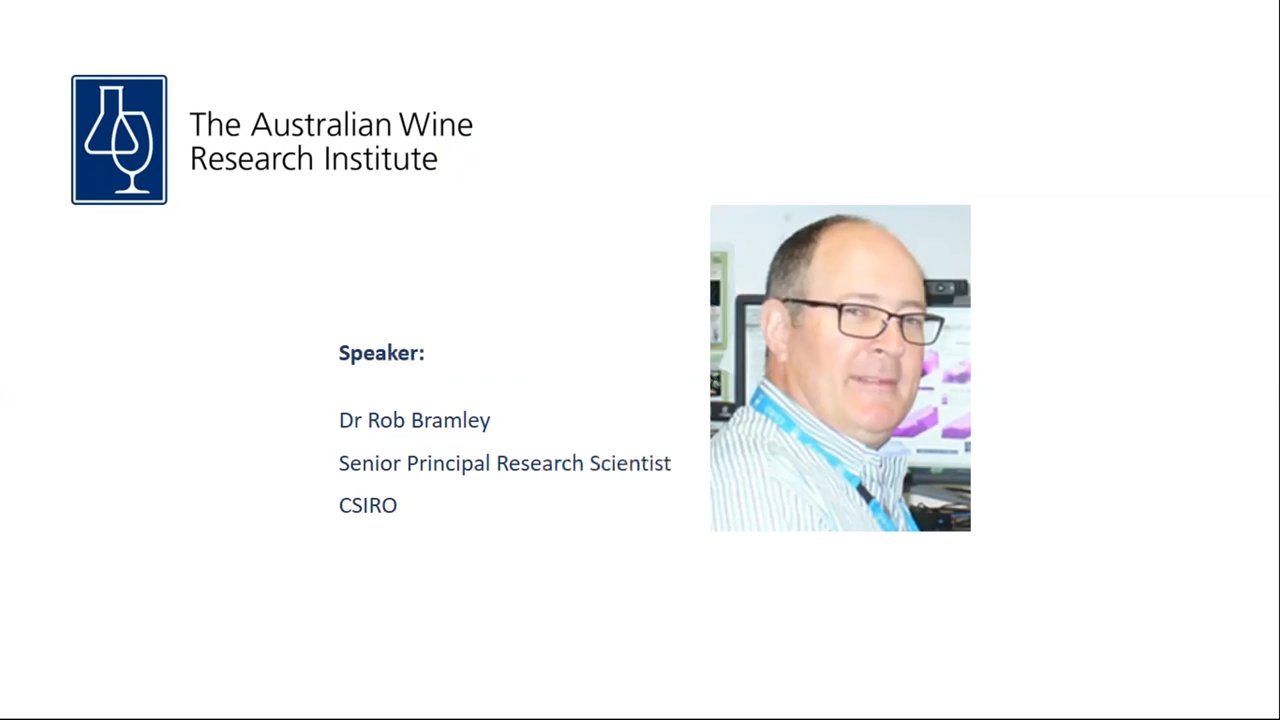 The Australian Wine
Research Institute
Speaker:
Dr Rob Bramley
Senior Principal Research Scientist
CSIRO